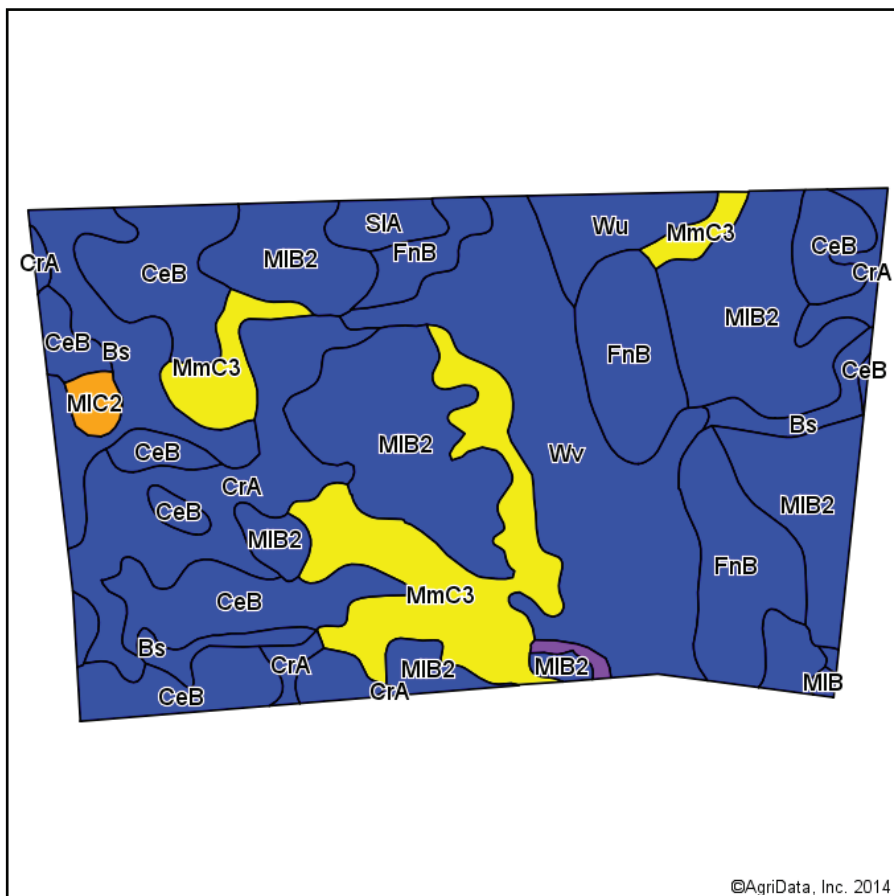 SlA
Wu
MmC3
FnB
CeB
CrA
MlB2
CeB
CrA
MlB2
CeB
Bs
FnB
MmC3
CeB
MlC2
Bs
MlB2
CeB
Wv
CrA
MlB2
CeB
MlB2
FnB
MmC3
CeB
Bs
CrA
MlB2
MlB2
MlB
CrA
CeB
©AgriData, Inc. 2014